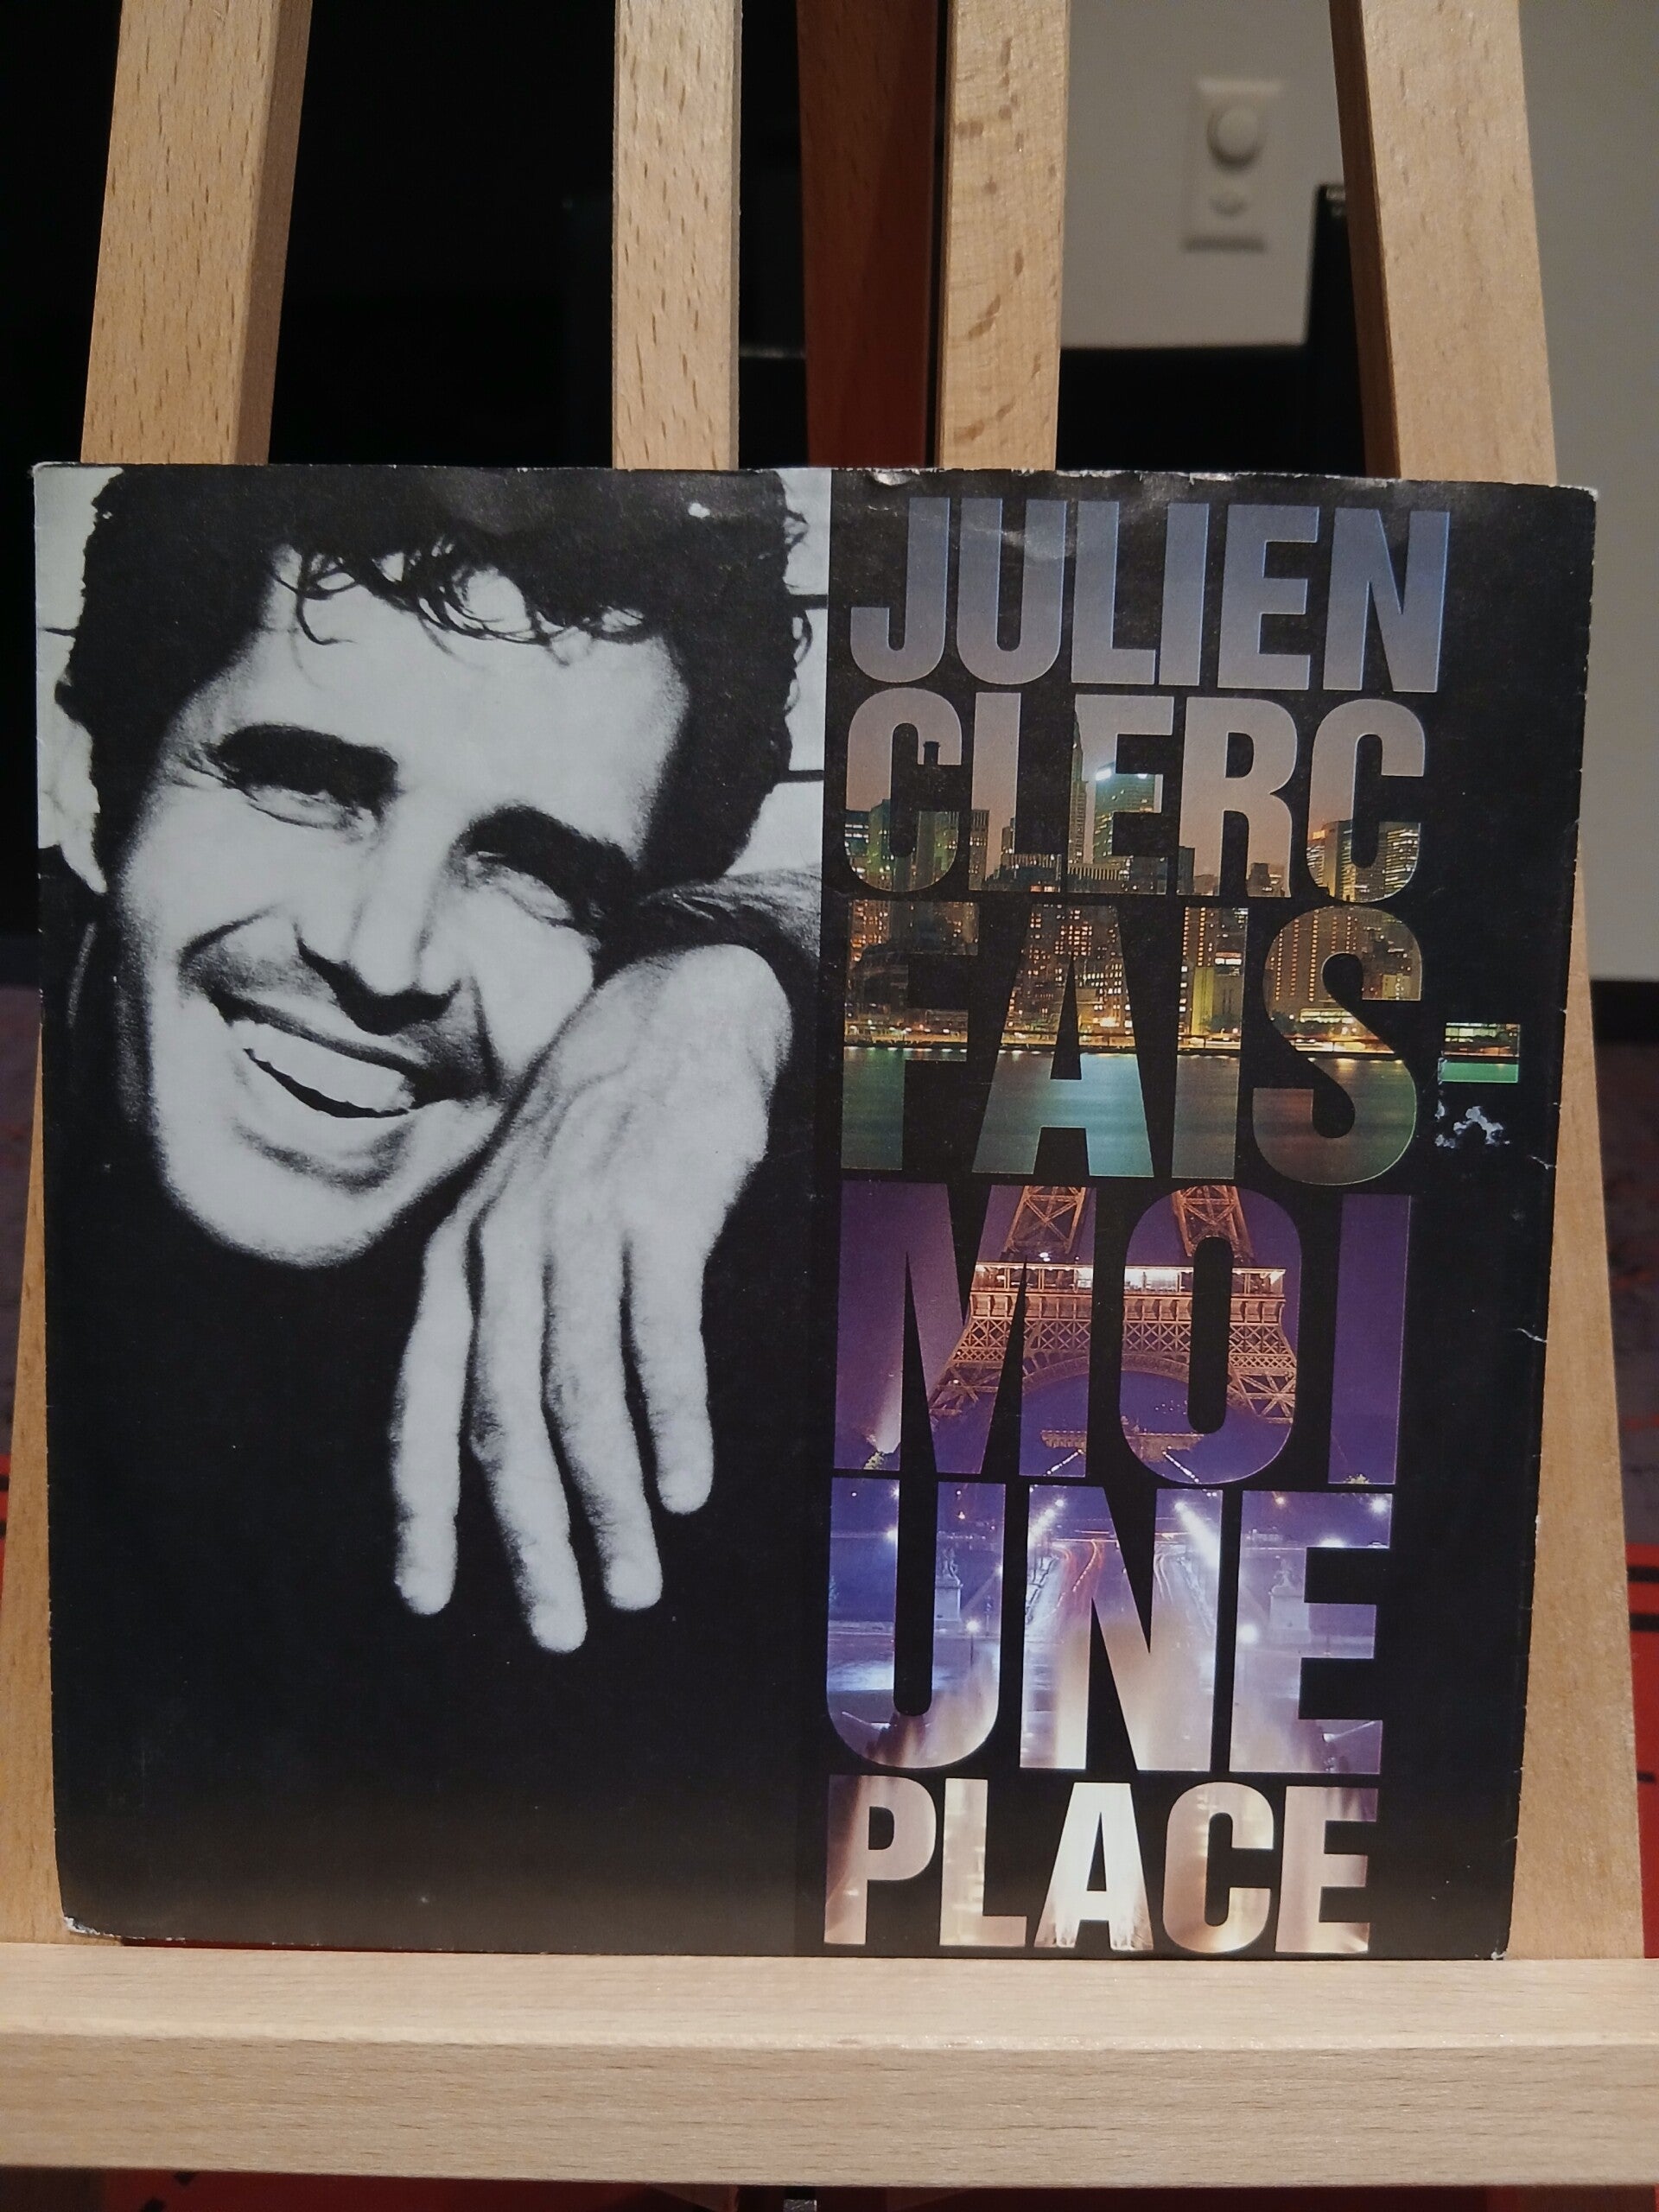 JULIEN
CLERC
FAIS-
MOI
UNE
PLACE